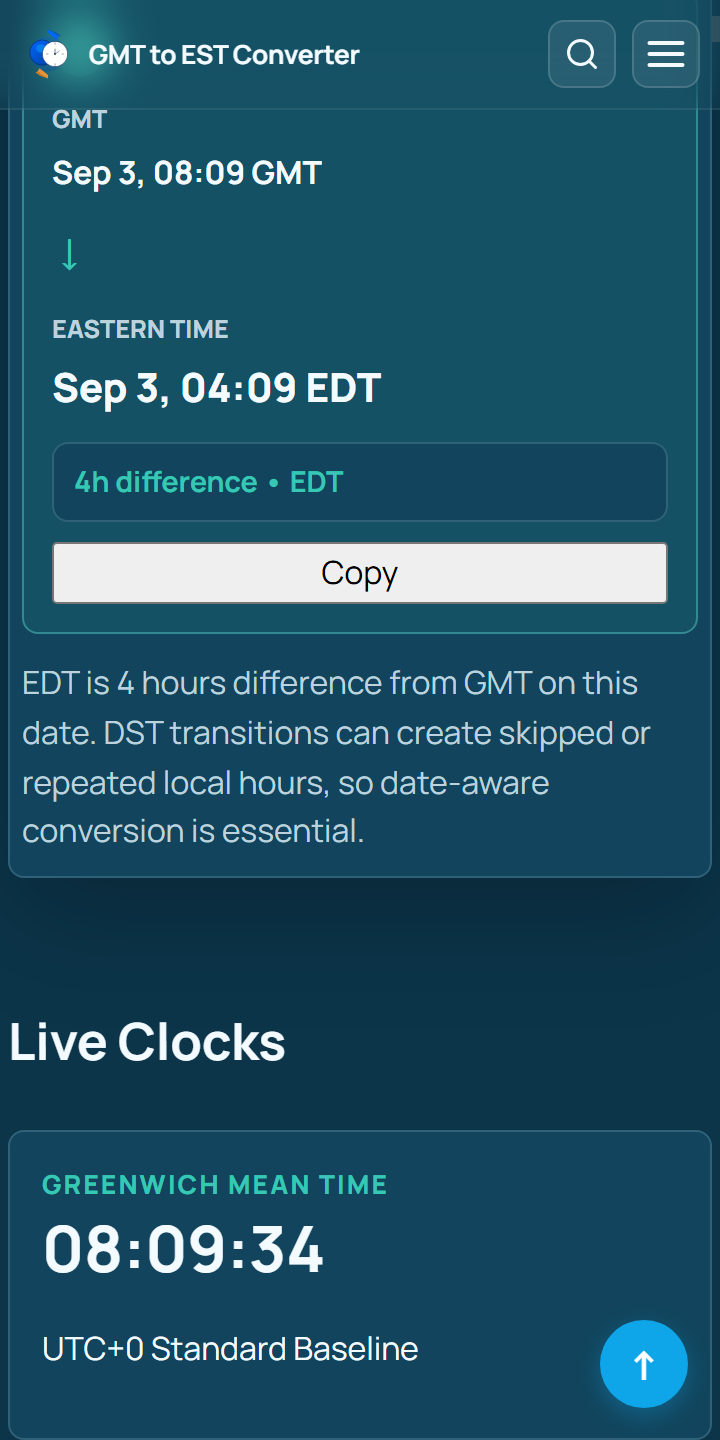 GMT to EST Converter
GMT
Sep 3, 08:09 GMT
↓
EASTERN TIME
Sep 3, 04:09 EDT
4h difference • EDT
Copy
EDT is 4 hours difference from GMT on this
date. DST transitions can create skipped or
repeated local hours, so date-aware
conversion is essential.
Live Clocks
GREENWICH MEAN TIME
08:09:34
UTC+0 Standard Baseline
↑